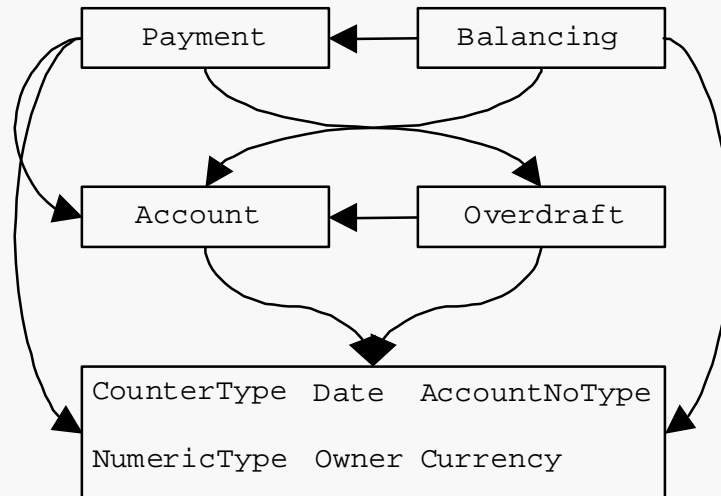 Payment Balancing
Account Overdraft
CounterType Date AccountNoType
NumericType Owner Currency